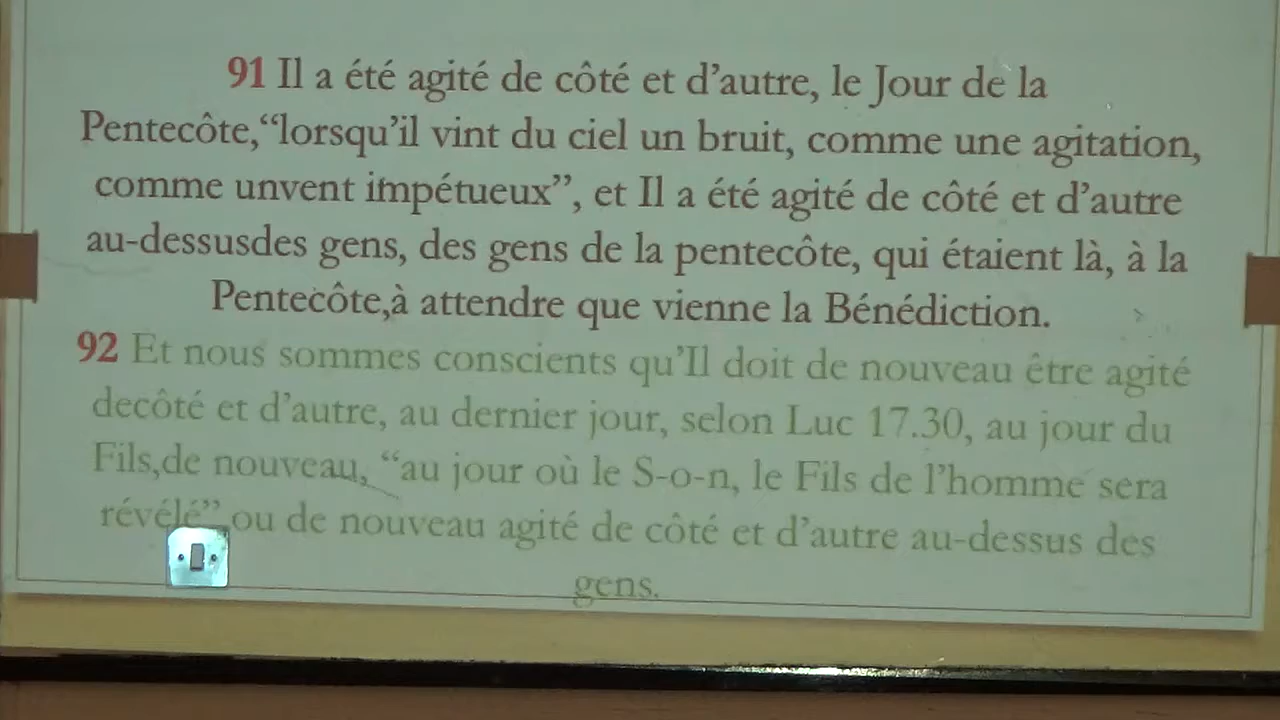 91 Il a été agité de côté et d'autre, le Jour de la
Pentecôte,“lorsqu'il vint du ciel un bruit, comme une agitation,
comme unvent impétueux”, et Il a été agité de côté et d'autre
au-dessusdes gens, des gens de la pentecôte, qui étaient là, à la
Pentecôte,à attendre que vienne la Bénédiction.
92 Et nous sommes conscients qu'Il doit de nouveau être agité
decôté et d'autre, au dernier jour, selon Luc 17.30, au jour du
Fils,de nouveau, “au jour où le S-o-n, le Fils de l'homme sera
révélé” ou de nouveau agité de côté et d'autre au-dessus des
gens.